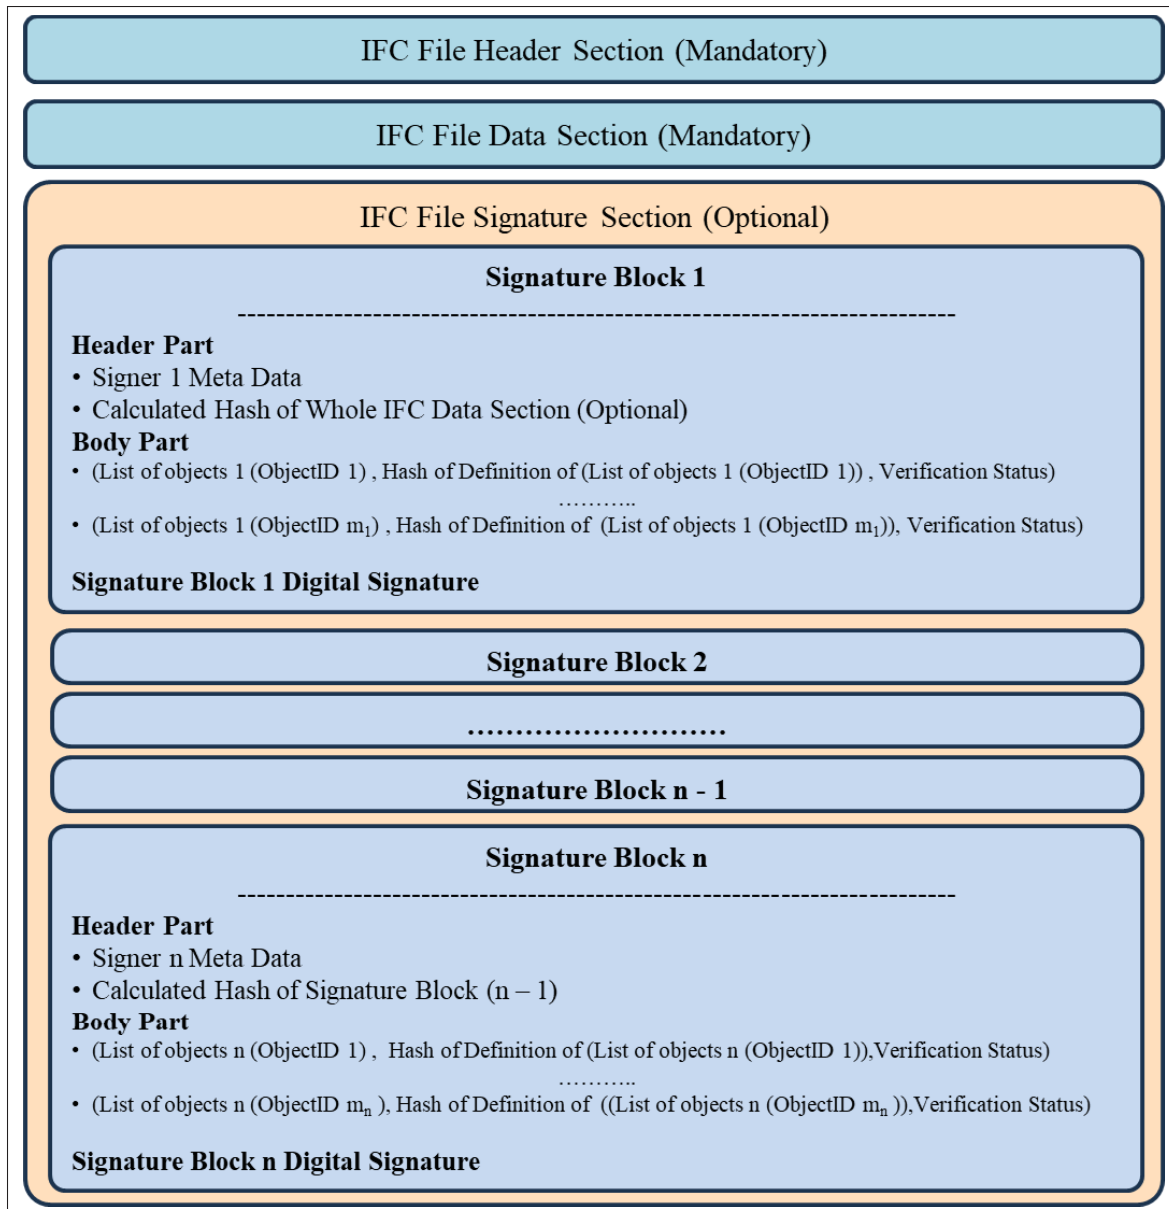 IFC File Header Section (Mandatory)
IFC File Data Section (Mandatory)
IFC File Signature Section (Optional)
Signature Block 1
--------------------------------------------------------------------------
Header Part
• Signer 1 Meta Data
• Calculated Hash of Whole IFC Data Section (Optional)
Body Part
• (List of objects 1 (ObjectID 1) , Hash of Definition of (List of objects 1 (ObjectID 1)) , Verification Status)
………..
• (List of objects 1 (ObjectID m₁) , Hash of Definition of (List of objects 1 (ObjectID m₁)), Verification Status)
Signature Block 1 Digital Signature
Signature Block 2
………………………
Signature Block n - 1
Signature Block n
--------------------------------------------------------------------------
Header Part
• Signer n Meta Data
• Calculated Hash of Signature Block (n – 1)
Body Part
• (List of objects n (ObjectID 1) , Hash of Definition of (List of objects n (ObjectID 1)),Verification Status)
………..
• (List of objects n (ObjectID mₙ ), Hash of Definition of ((List of objects n (ObjectID mₙ )),Verification Status)
Signature Block n Digital Signature